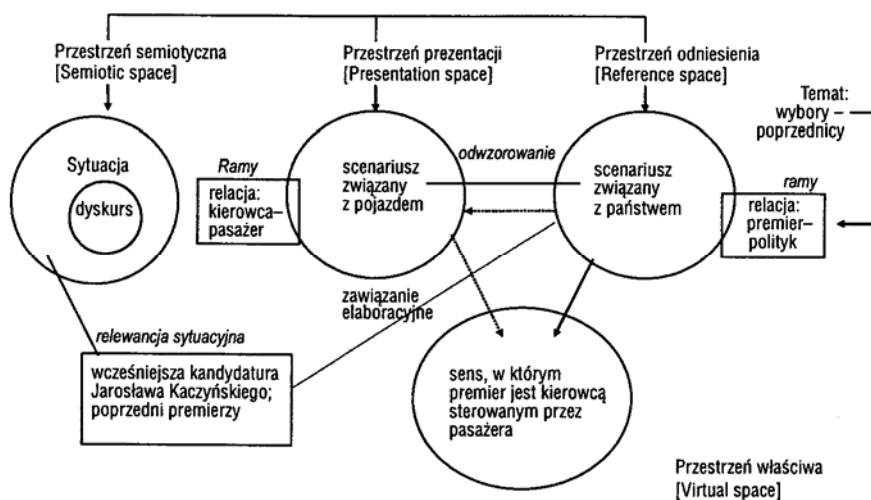 Przestrzeń semiotyczna
[Semiotic space]
Przestrzeń prezentacji
[Presentation space]
Przestrzeń odniesienia
[Reference space]
Temat:
wybory –
poprzednicy
Sytuacja
dyskurs
Ramy
relacja:
kierowca–
pasażer
scenariusz
związany
z pojazdem
odwzorowanie
scenariusz
związany
z państwem
ramy
relacja:
premier–
polityk
zawiązanie
elaboracyjne
relewancja sytuacyjna
wcześniejsza kandydatura
Jarosława Kaczyńskiego;
poprzedni premierzy
sens, w którym
premier jest kierowcą
sterowanym przez
pasażera
Przestrzeń właściwa
[Virtual space]